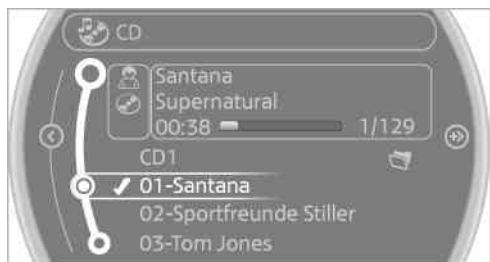 CD
Santana
Supernatural
00:38 1/129
CD1
01-Santana
02-Sportfreunde Stiller
03-Tom Jones